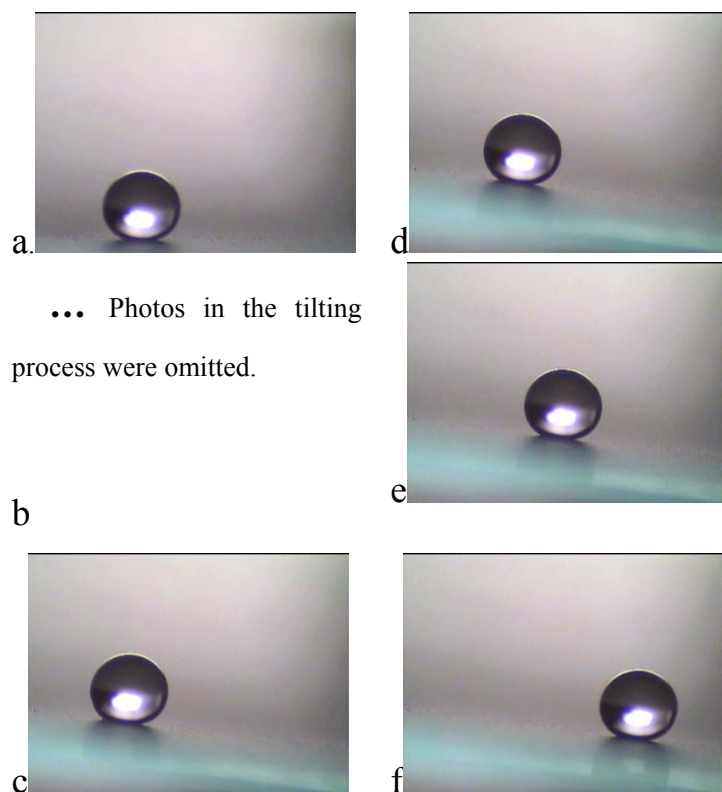 a.
... Photos in the tilting
process were omitted.
b
c
d
e
f